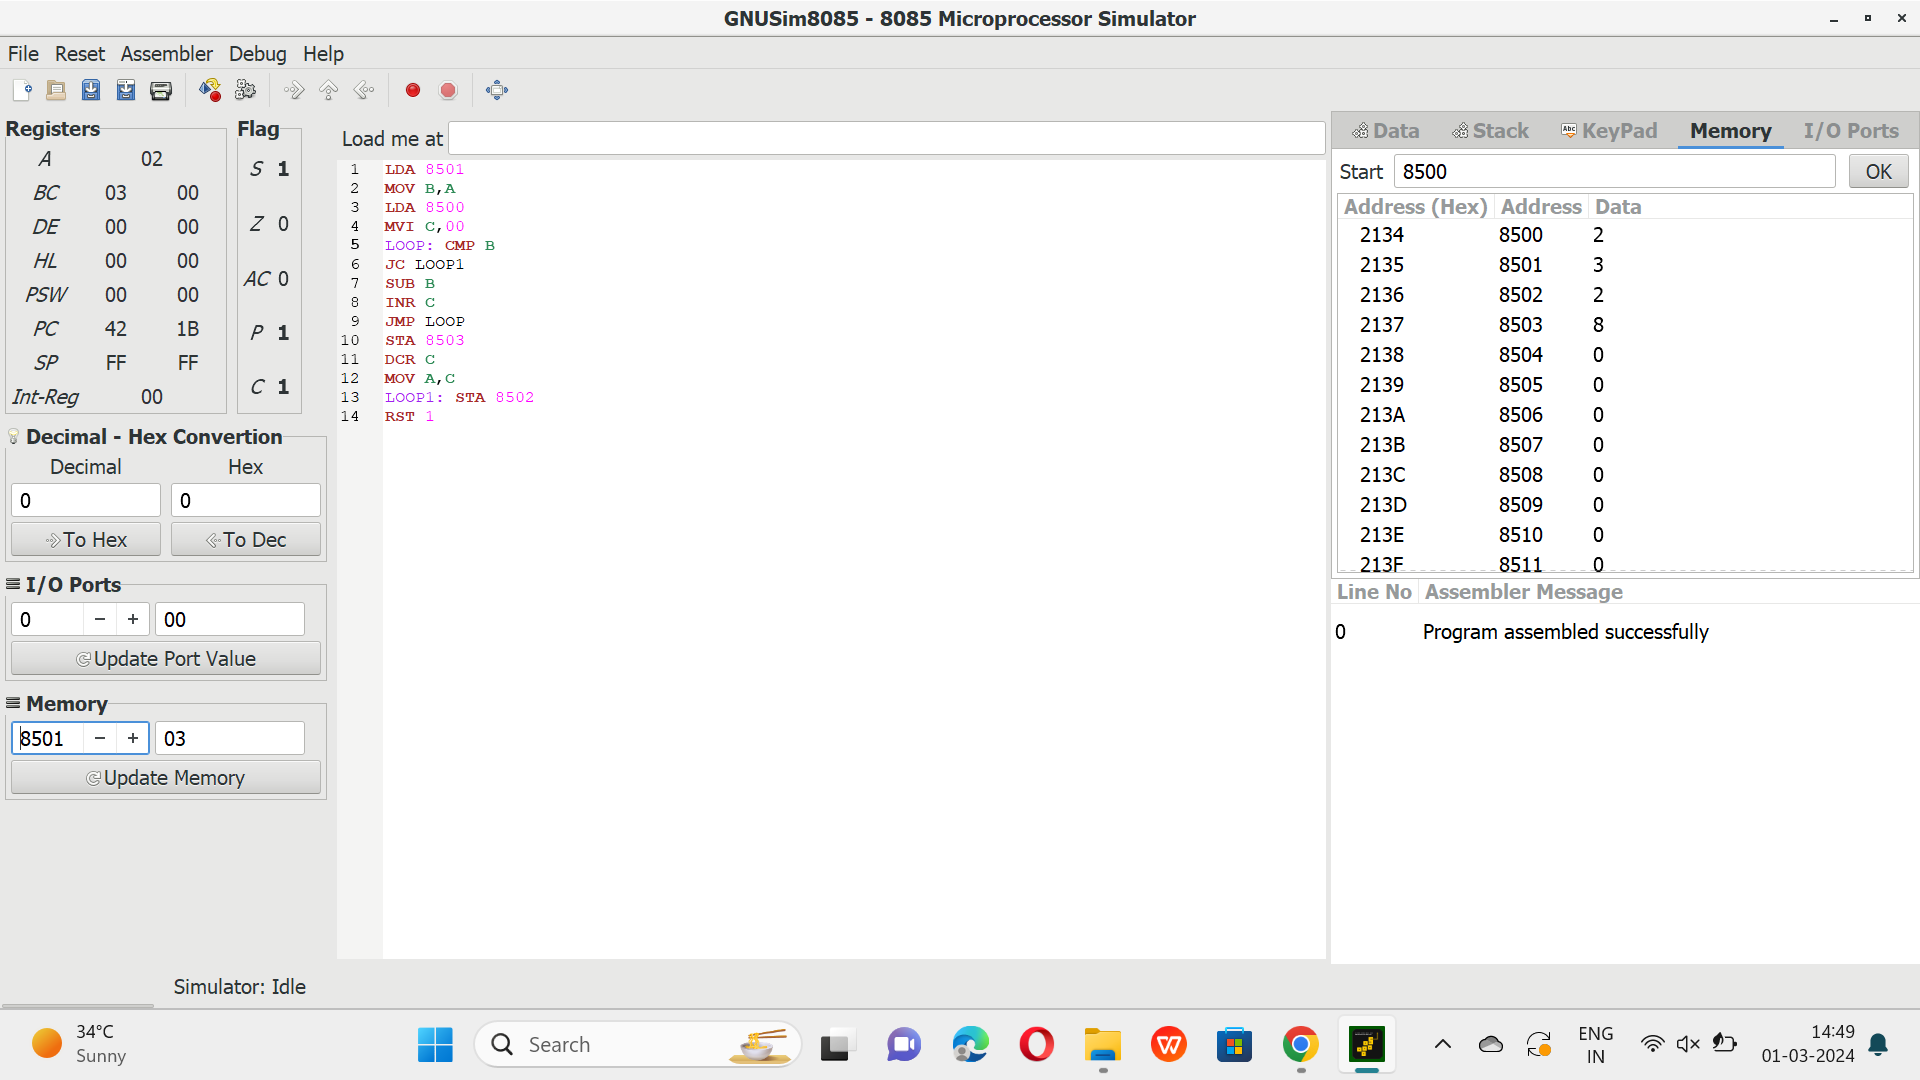 GNUSim8085 - 8085 Microprocessor Simulator
File Reset Assembler Debug Help
Registers
A 02
BC 03 00
DE 00 00
HL 00 00
PSW 00 00
PC 42 1B
SP FF FF
Int-Reg 00
Flag
S 1
Z 0
AC 0
P 1
C 1
Decimal - Hex Convertion
Decimal Hex
0 0
To Hex To Dec
I/O Ports
0 − + 00
Update Port Value
Memory
8501 − + 03
Update Memory
Load me at
1 LDA 8501
2 MOV B,A
3 LDA 8500
4 MVI C,00
5 LOOP: CMP B
6 JC LOOP1
7 SUB B
8 INR C
9 JMP LOOP
10 STA 8503
11 DCR C
12 MOV A,C
13 LOOP1: STA 8502
14 RST 1
Data Stack Abc KeyPad Memory I/O Ports
Start 8500 OK
Address (Hex) Address Data
2134 8500 2
2135 8501 3
2136 8502 2
2137 8503 8
2138 8504 0
2139 8505 0
213A 8506 0
213B 8507 0
213C 8508 0
213D 8509 0
213E 8510 0
213F 8511 0
Line No Assembler Message
0 Program assembled successfully
Simulator: Idle
34°C
Sunny
Search
ENG
IN
14:49
01-03-2024